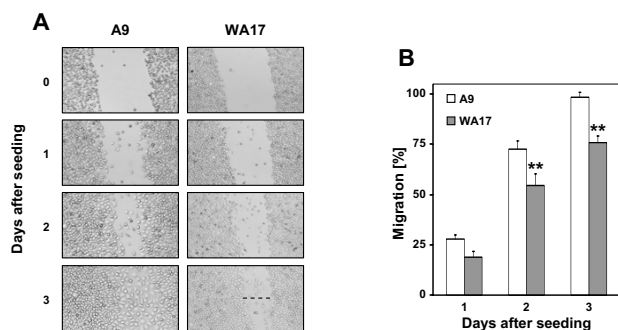 A
A9
WA17
0
1
2
3
Days after seeding
B
100
75
50
25
0
Migration [%]
A9
WA17
**
**
1
2
3
Days after seeding